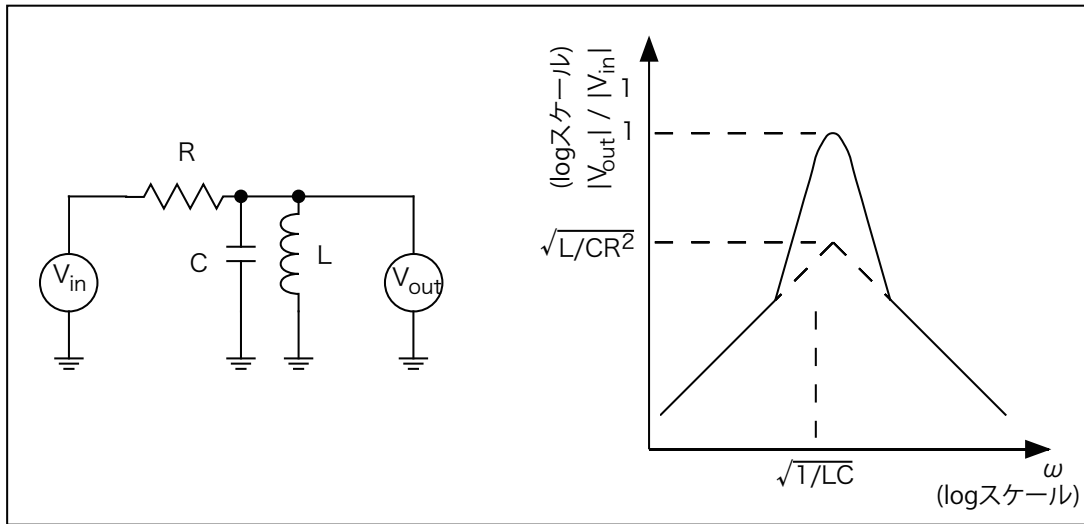 R
C
L
V_in
V_out
(logスケール)
|V_out| / |V_in|
1
1
√L/CR²
√1/LC
ω
(logスケール)